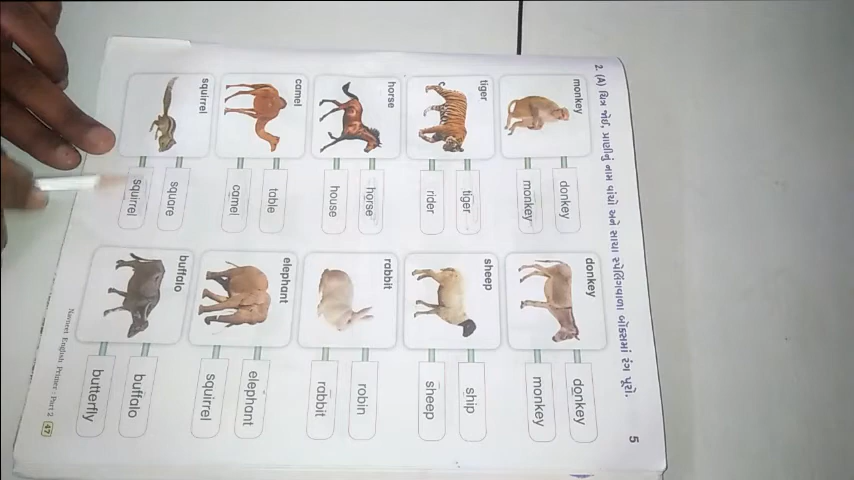 2. (A) ચિત્ર જોઈ, પ્રાણીનું નામ વાંચો અને સાચા સ્પેલિંગવાળા બોક્સમાં રંગ પૂરો.
5
monkey
donkey
monkey
donkey
donkey
monkey
tiger
tiger
rider
sheep
ship
sheep
horse
horse
house
rabbit
robin
rabbit
camel
table
camel
elephant
elephant
squirrel
squirrel
square
squirrel
buffalo
buffalo
butterfly
Navneet English Primer : Part 2
47